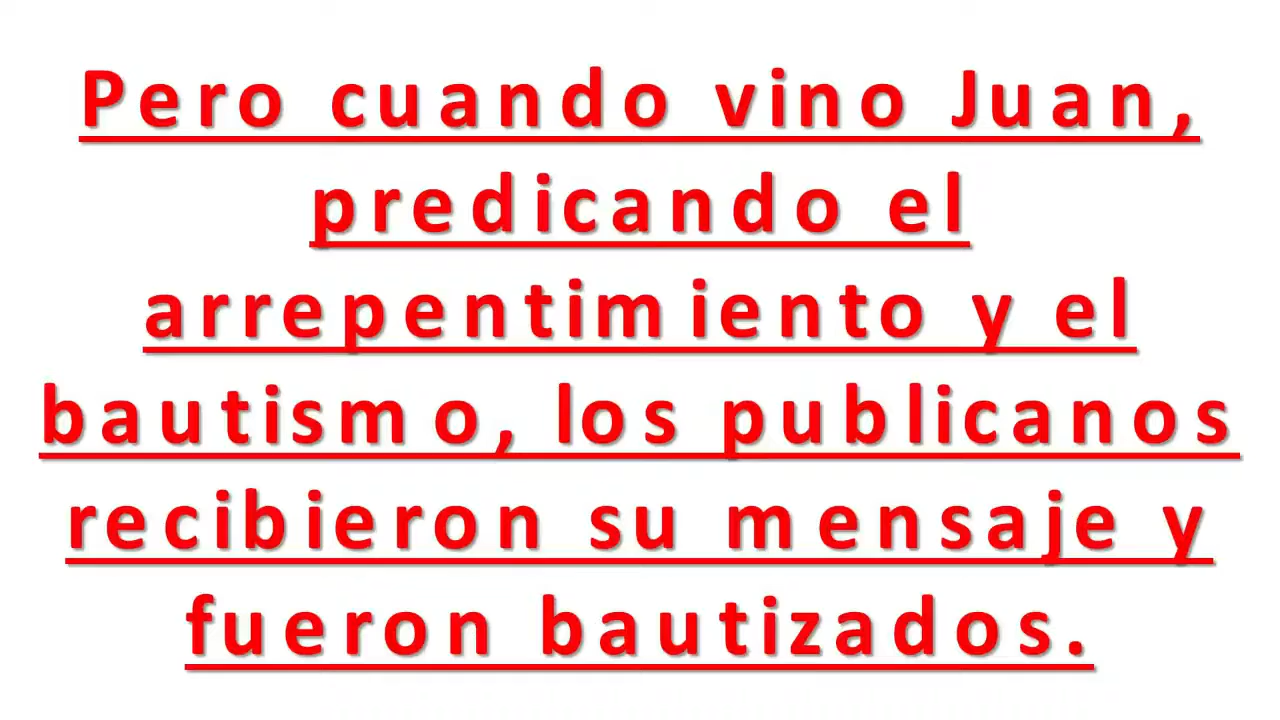 Pero cuando vino Juan,
predicando el
arrepentimiento y el
bautismo, los publicanos
recibieron su mensaje y
fueron bautizados.